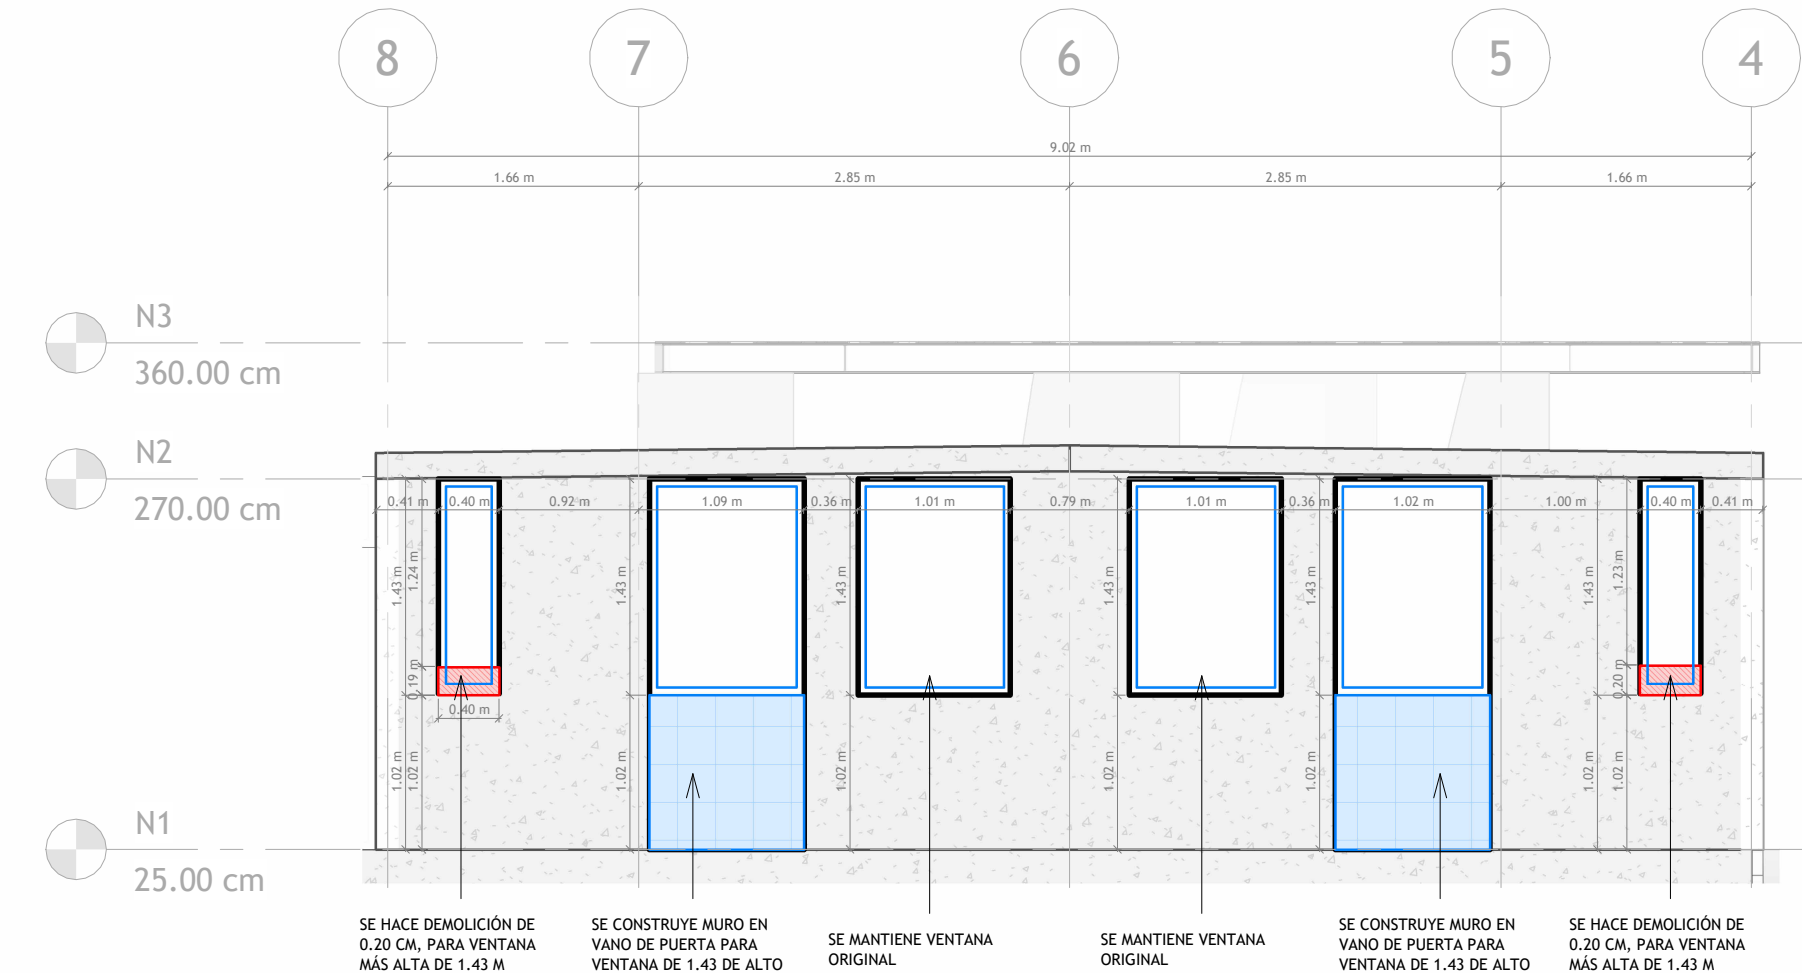 8
7
6
5
4
9.02 m
1.66 m
2.85 m
2.85 m
1.66 m
N3
360.00 cm
N2
270.00 cm
0.41 m
0.40 m
0.92 m
1.09 m
0.36 m
1.01 m
0.79 m
1.01 m
0.36 m
1.02 m
1.00 m
0.40 m
0.41 m
1.43 m
1.24 m
1.43 m
1.43 m
1.43 m
1.43 m
1.43 m
1.23 m
0.19 m
0.20 m
0.40 m
1.02 m
1.02 m
1.02 m
1.02 m
1.02 m
1.02 m
1.02 m
1.02 m
N1
25.00 cm
SE HACE DEMOLICIÓN DE
0.20 CM, PARA VENTANA
MÁS ALTA DE 1.43 M
SE CONSTRUYE MURO EN
VANO DE PUERTA PARA
VENTANA DE 1.43 DE ALTO
SE MANTIENE VENTANA
ORIGINAL
SE MANTIENE VENTANA
ORIGINAL
SE CONSTRUYE MURO EN
VANO DE PUERTA PARA
VENTANA DE 1.43 DE ALTO
SE HACE DEMOLICIÓN DE
0.20 CM, PARA VENTANA
MÁS ALTA DE 1.43 M